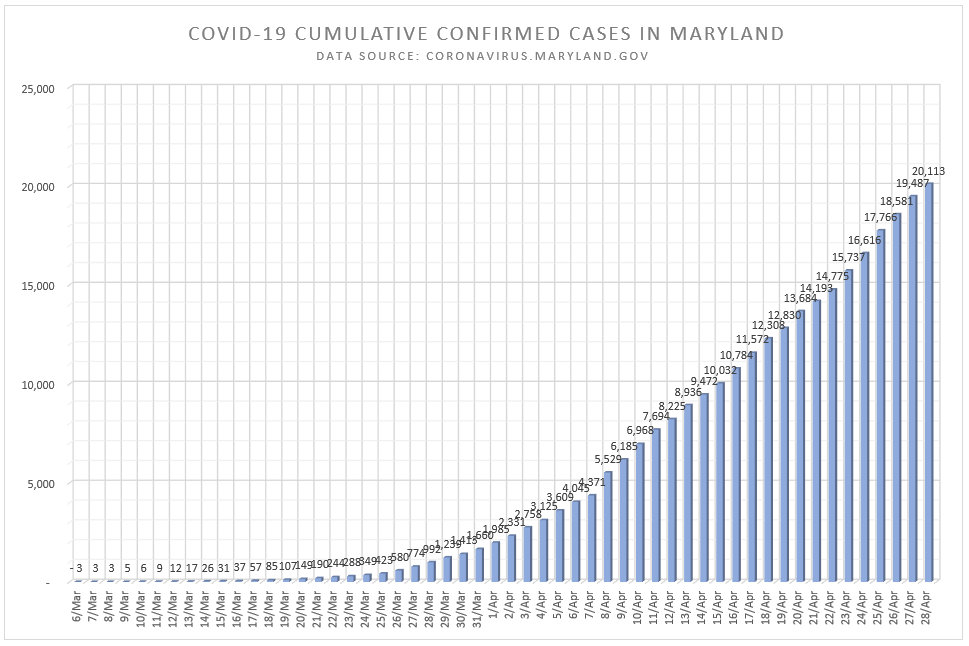 COVID-19 CUMULATIVE CONFIRMED CASES IN MARYLAND
DATA SOURCE: CORONAVIRUS.MARYLAND.GOV
25,000
20,000
15,000
10,000
5,000
-
3
3
3
5
6
9
12
17
26
31
37
57
85
107
149
190
244
288
349
423
580
774
992
1,239
1,413
1,660
1,985
2,331
2,758
3,125
3,609
4,045
4,371
5,529
6,185
6,968
7,694
8,225
8,936
9,472
10,032
10,784
11,572
12,308
12,830
13,684
14,193
14,775
15,737
16,616
17,766
18,581
19,487
20,113
6/Mar
7/Mar
8/Mar
9/Mar
10/Mar
11/Mar
12/Mar
13/Mar
14/Mar
15/Mar
16/Mar
17/Mar
18/Mar
19/Mar
20/Mar
21/Mar
22/Mar
23/Mar
24/Mar
25/Mar
26/Mar
27/Mar
28/Mar
29/Mar
30/Mar
31/Mar
1/Apr
2/Apr
3/Apr
4/Apr
5/Apr
6/Apr
7/Apr
8/Apr
9/Apr
10/Apr
11/Apr
12/Apr
13/Apr
14/Apr
15/Apr
16/Apr
17/Apr
18/Apr
19/Apr
20/Apr
21/Apr
22/Apr
23/Apr
24/Apr
25/Apr
26/Apr
27/Apr
28/Apr